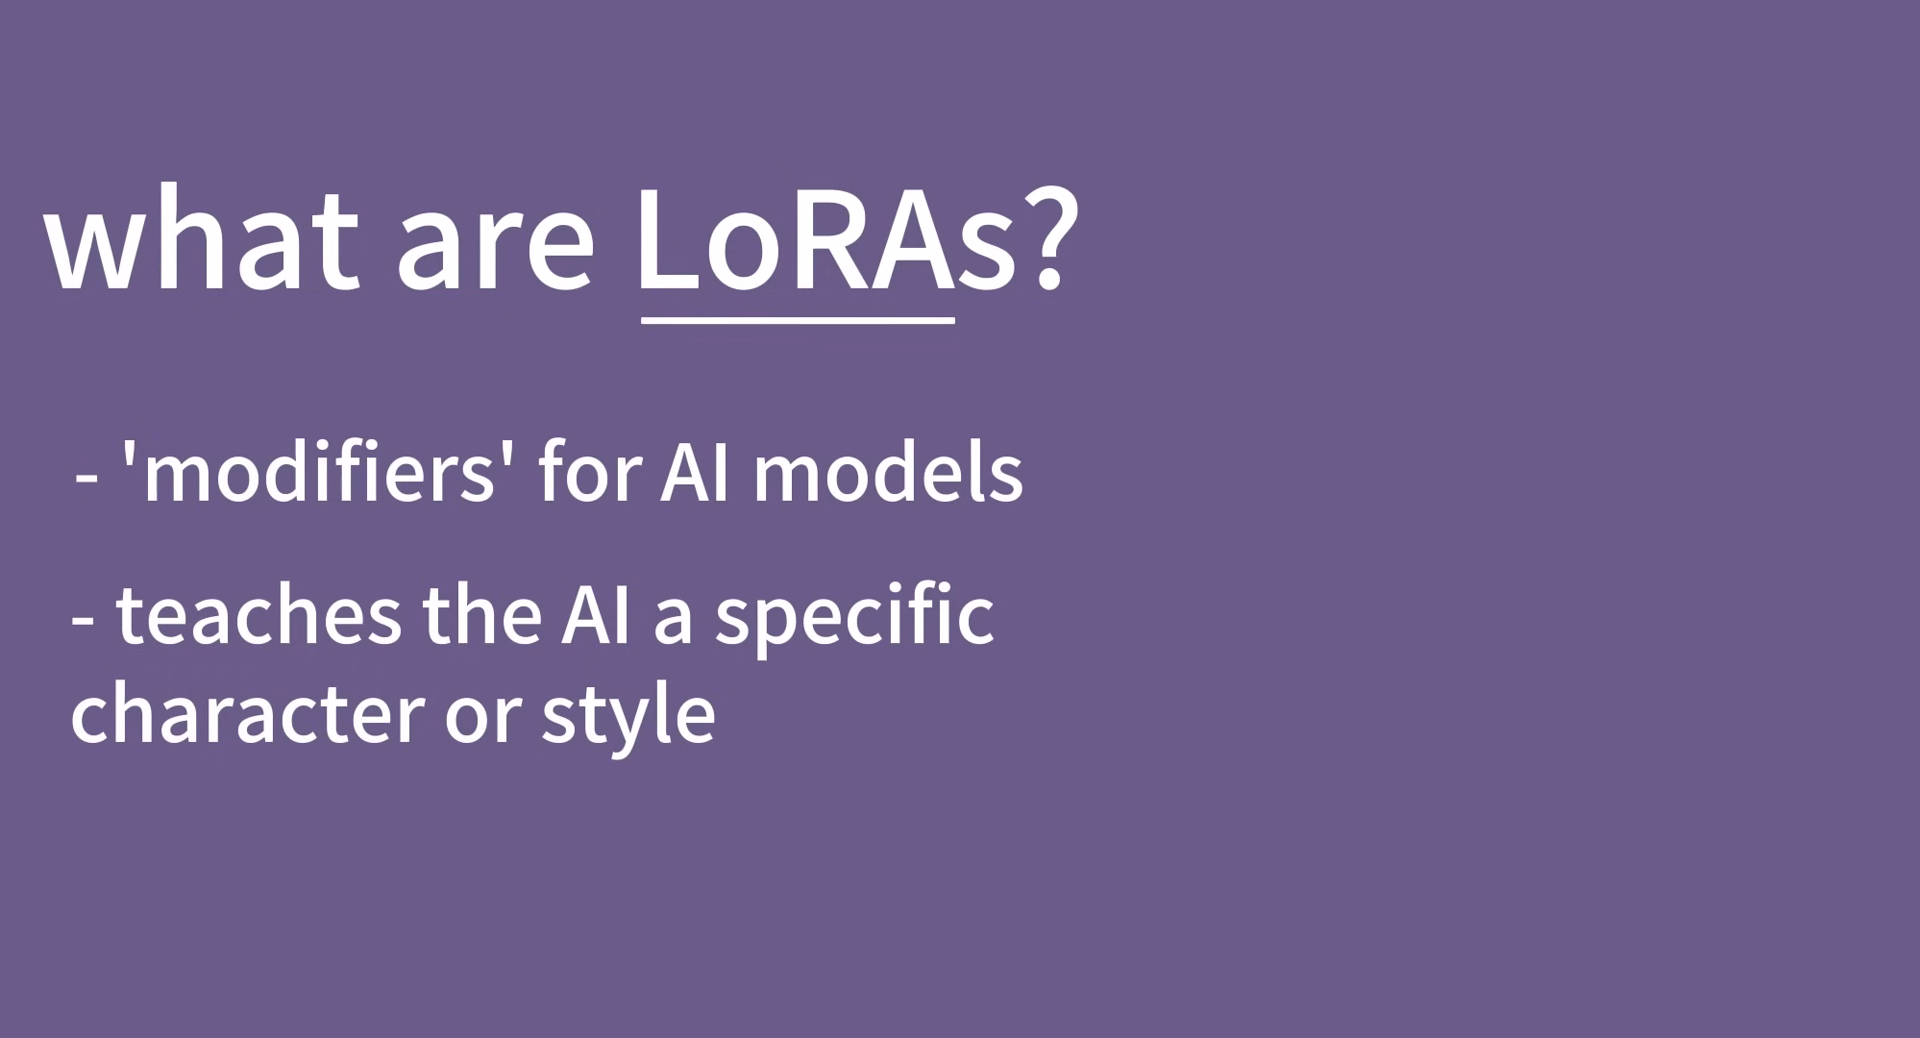 what are LoRAs?
- 'modifiers' for AI models
- teaches the AI a specific
character or style